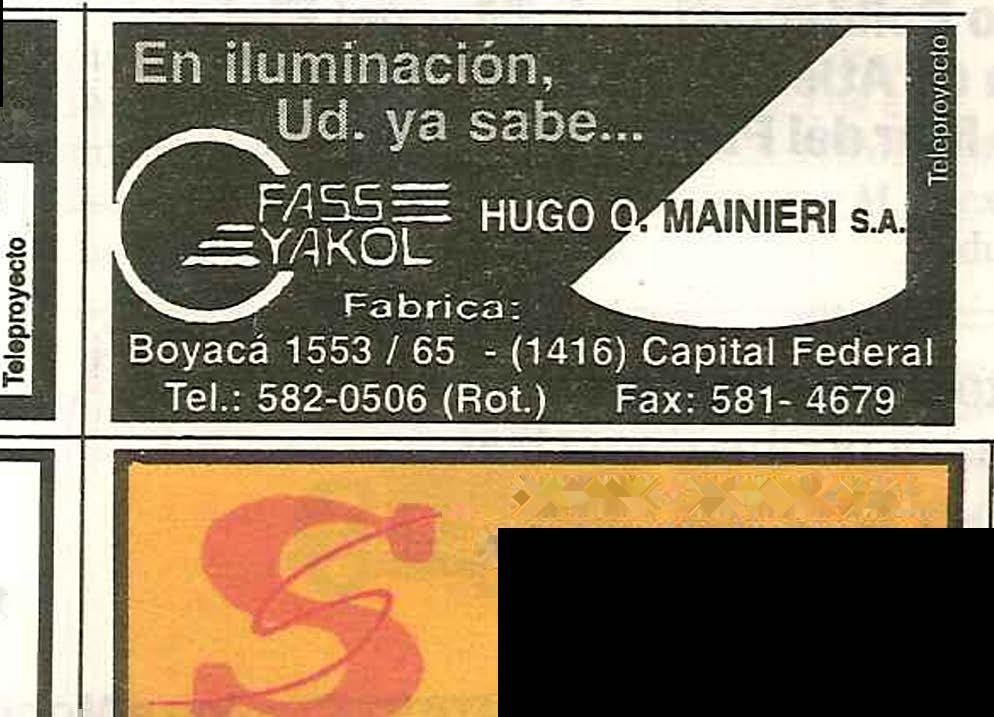 En iluminación,
Ud. ya sabe...
FASS
YAKOL
HUGO O. MAINIERI S.A.
Fabrica:
Boyacá 1553 / 65 - (1416) Capital Federal
Tel.: 582-0506 (Rot.) Fax: 581- 4679
Teleproyecto
Teleproyecto
S